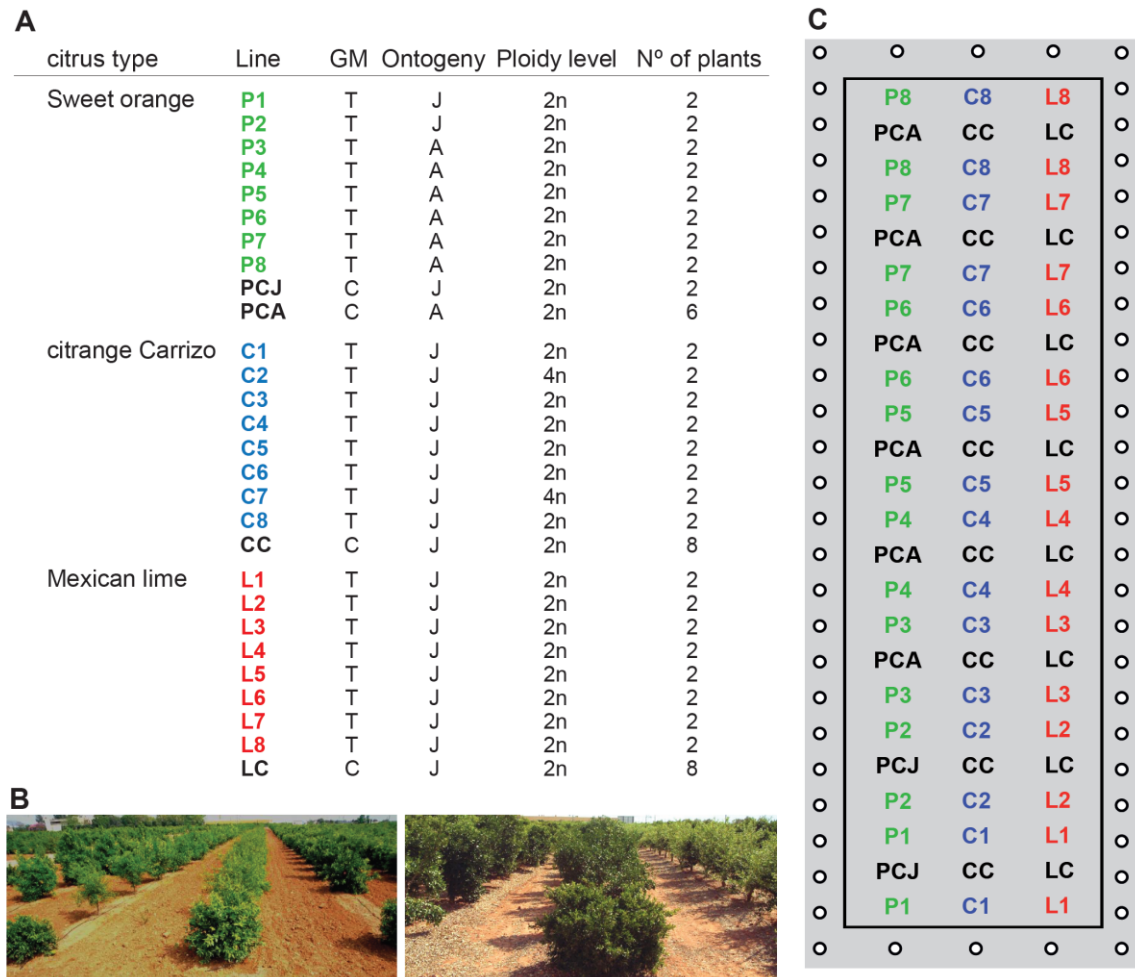 A
citrus type Line GM Ontogeny Ploidy level Nº of plants
Sweet orange P1 T J 2n 2
P2 T J 2n 2
P3 T A 2n 2
P4 T A 2n 2
P5 T A 2n 2
P6 T A 2n 2
P7 T A 2n 2
P8 T A 2n 2
PCJ C J 2n 2
PCA C A 2n 6
citrange Carrizo C1 T J 2n 2
C2 T J 4n 2
C3 T J 2n 2
C4 T J 2n 2
C5 T J 2n 2
C6 T J 2n 2
C7 T J 4n 2
C8 T J 2n 2
CC C J 2n 8
Mexican lime L1 T J 2n 2
L2 T J 2n 2
L3 T J 2n 2
L4 T J 2n 2
L5 T J 2n 2
L6 T J 2n 2
L7 T J 2n 2
L8 T J 2n 2
LC C J 2n 8
B
C
P8 C8 L8
PCA CC LC
P8 C8 L8
P7 C7 L7
PCA CC LC
P7 C7 L7
P6 C6 L6
PCA CC LC
P6 C6 L6
P5 C5 L5
PCA CC LC
P5 C5 L5
P4 C4 L4
PCA CC LC
P4 C4 L4
P3 C3 L3
PCA CC LC
P3 C3 L3
P2 C2 L2
PCJ CC LC
P2 C2 L2
P1 C1 L1
PCJ CC LC
P1 C1 L1